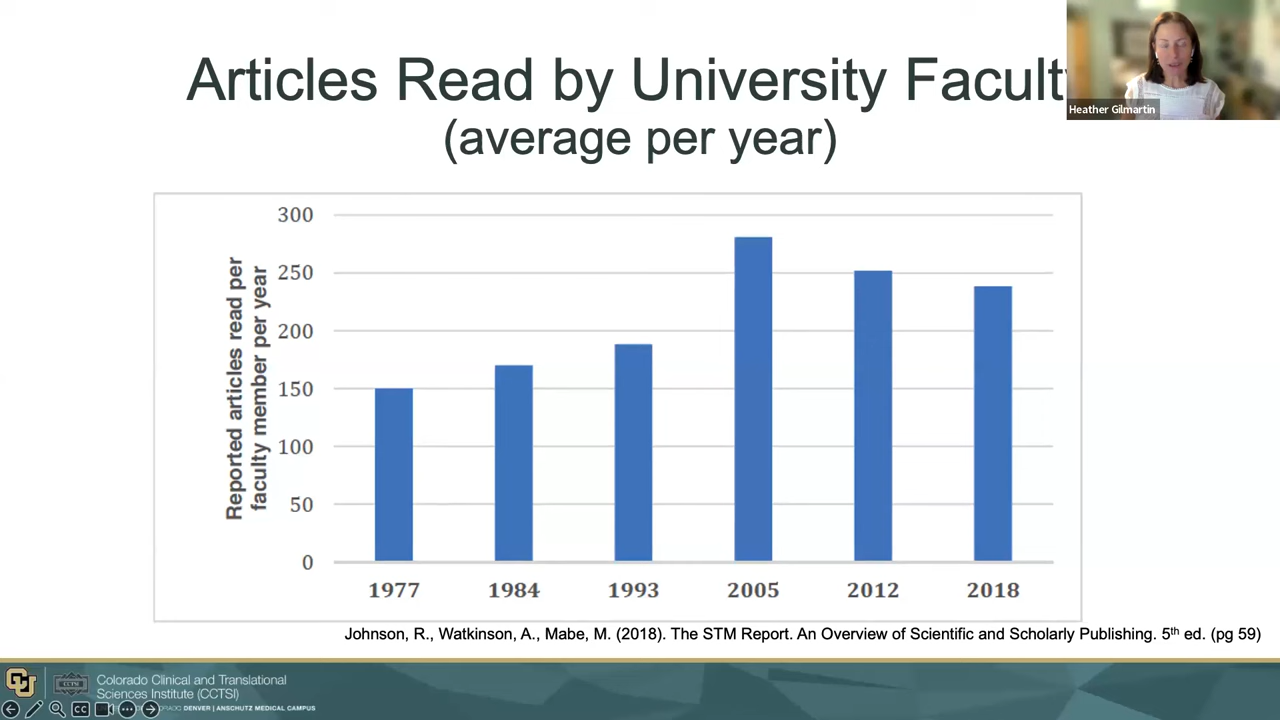 Articles Read by University Facult
(average per year)
Heather Gilmartin
Reported articles read per
faculty member per year
300
250
200
150
100
50
0
1977 1984 1993 2005 2012 2018
Johnson, R., Watkinson, A., Mabe, M. (2018). The STM Report. An Overview of Scientific and Scholarly Publishing. 5th ed. (pg 59)
CU
CCTSI
Colorado Clinical and Translational
Sciences Institute (CCTSI)
DENVER | ANSCHUTZ MEDICAL CAMPUS
CC